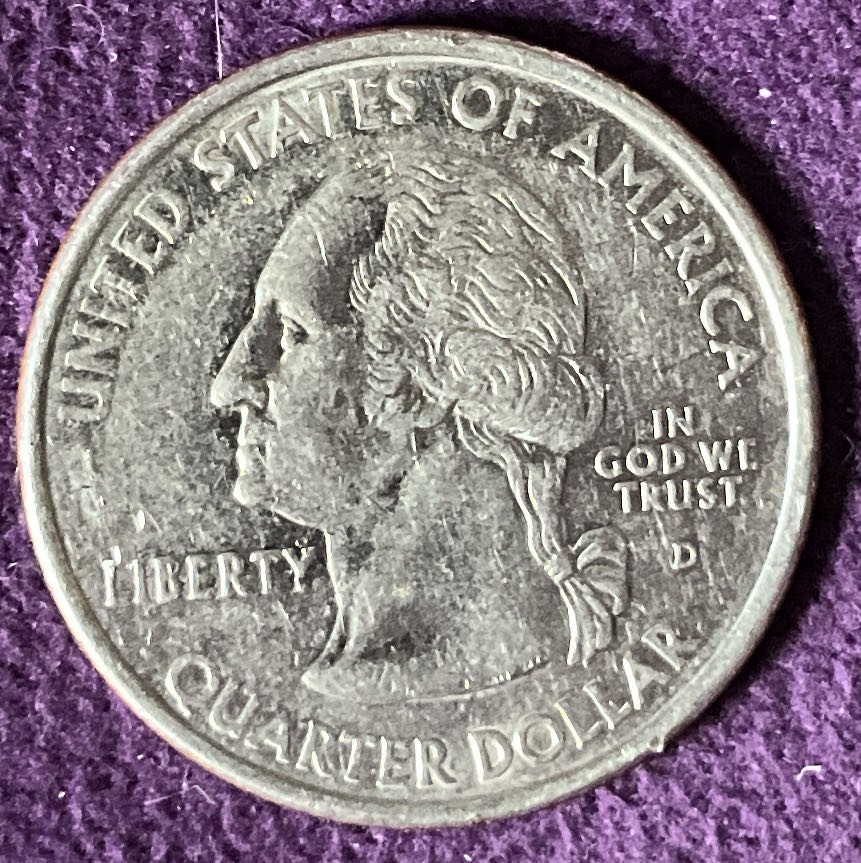 UNITED STATES OF AMERICA
IN
GOD WE
TRUST
D
LIBERTY
QUARTER DOLLAR